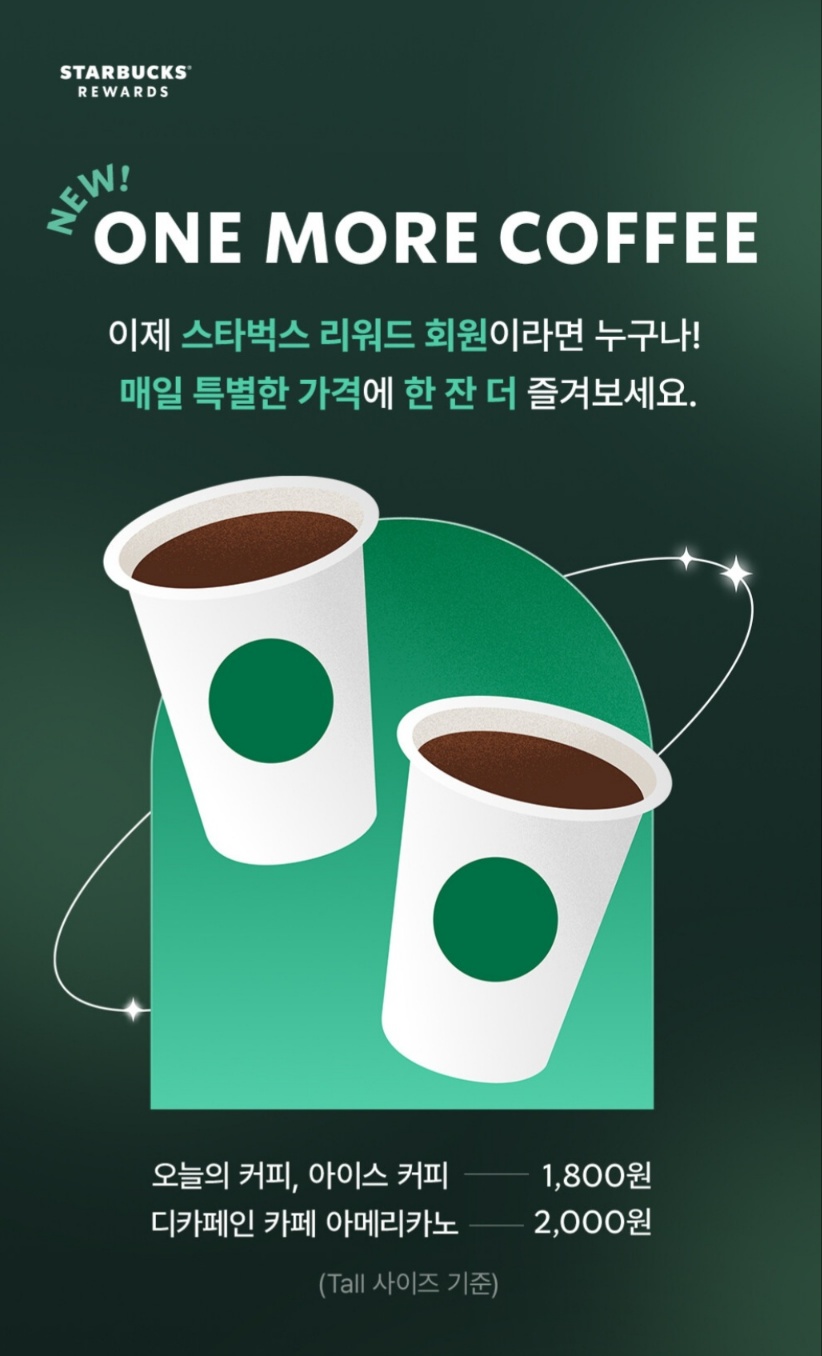 STARBUCKS®
REWARDS
NEW!
ONE MORE COFFEE
이제 스타벅스 리워드 회원이라면 누구나!
매일 특별한 가격에 한 잔 더 즐겨보세요.
오늘의 커피, 아이스 커피 —— 1,800원
디카페인 카페 아메리카노 —— 2,000원
(Tall 사이즈 기준)